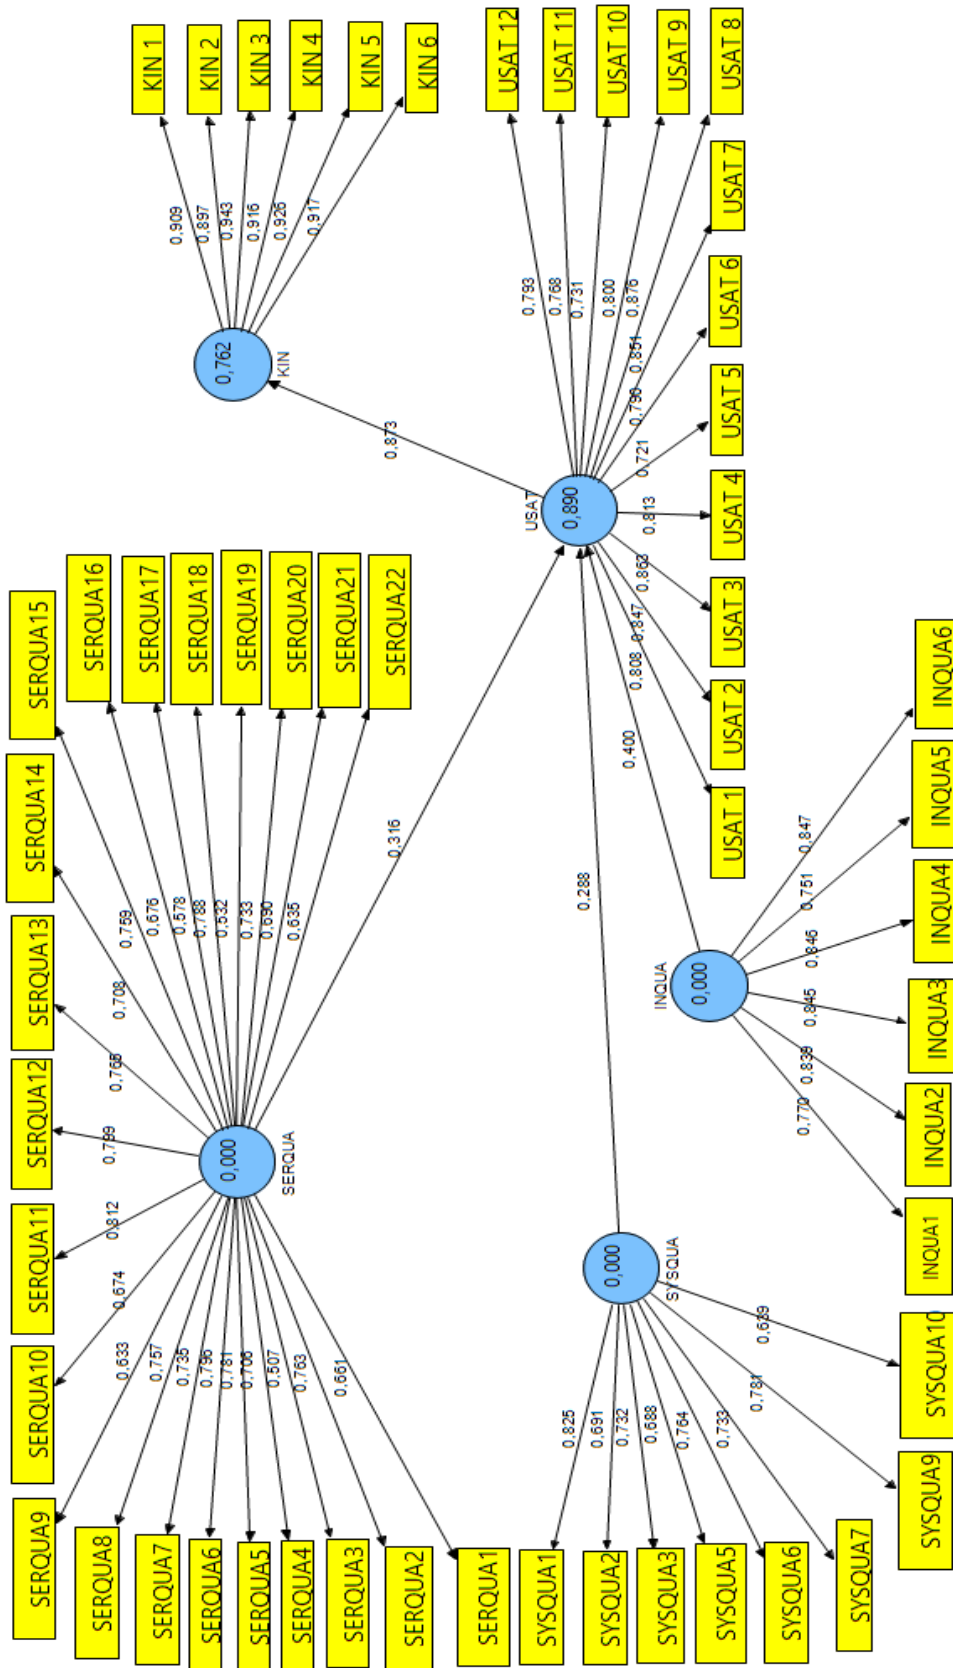 KIN 1
KIN 2
KIN 3
KIN 4
KIN 5
KIN 6
0,909
0,897
0,943
0,916
0,926
0,917
0,762
KIN
0,873
USAT 12
USAT 11
USAT 10
USAT 9
USAT 8
USAT 7
USAT 6
USAT 5
USAT 4
USAT 3
USAT 2
USAT 1
0,793
0,768
0,731
0,800
0,876
0,851
0,790
0,721
0,813
0,863
0,847
0,808
USAT
0,890
SERQUA15
SERQUA16
SERQUA17
SERQUA18
SERQUA19
SERQUA20
SERQUA21
SERQUA22
SERQUA14
SERQUA13
SERQUA12
SERQUA11
SERQUA10
SERQUA9
SERQUA8
SERQUA7
SERQUA6
SERQUA5
SERQUA4
SERQUA3
SERQUA2
SERQUA1
0,759
0,676
0,578
0,788
0,532
0,733
0,690
0,635
0,708
0,765
0,799
0,812
0,674
0,633
0,757
0,735
0,796
0,781
0,706
0,507
0,763
0,661
0,000
SERQUA
0,316
0,288
0,400
INQUA
0,000
0,847
0,751
0,846
0,845
0,839
0,770
INQUA6
INQUA5
INQUA4
INQUA3
INQUA2
INQUA1
0,000
SYSQUA
0,825
0,691
0,732
0,688
0,764
0,733
0,781
0,639
SYSQUA1
SYSQUA2
SYSQUA3
SYSQUA5
SYSQUA6
SYSQUA7
SYSQUA9
SYSQUA10